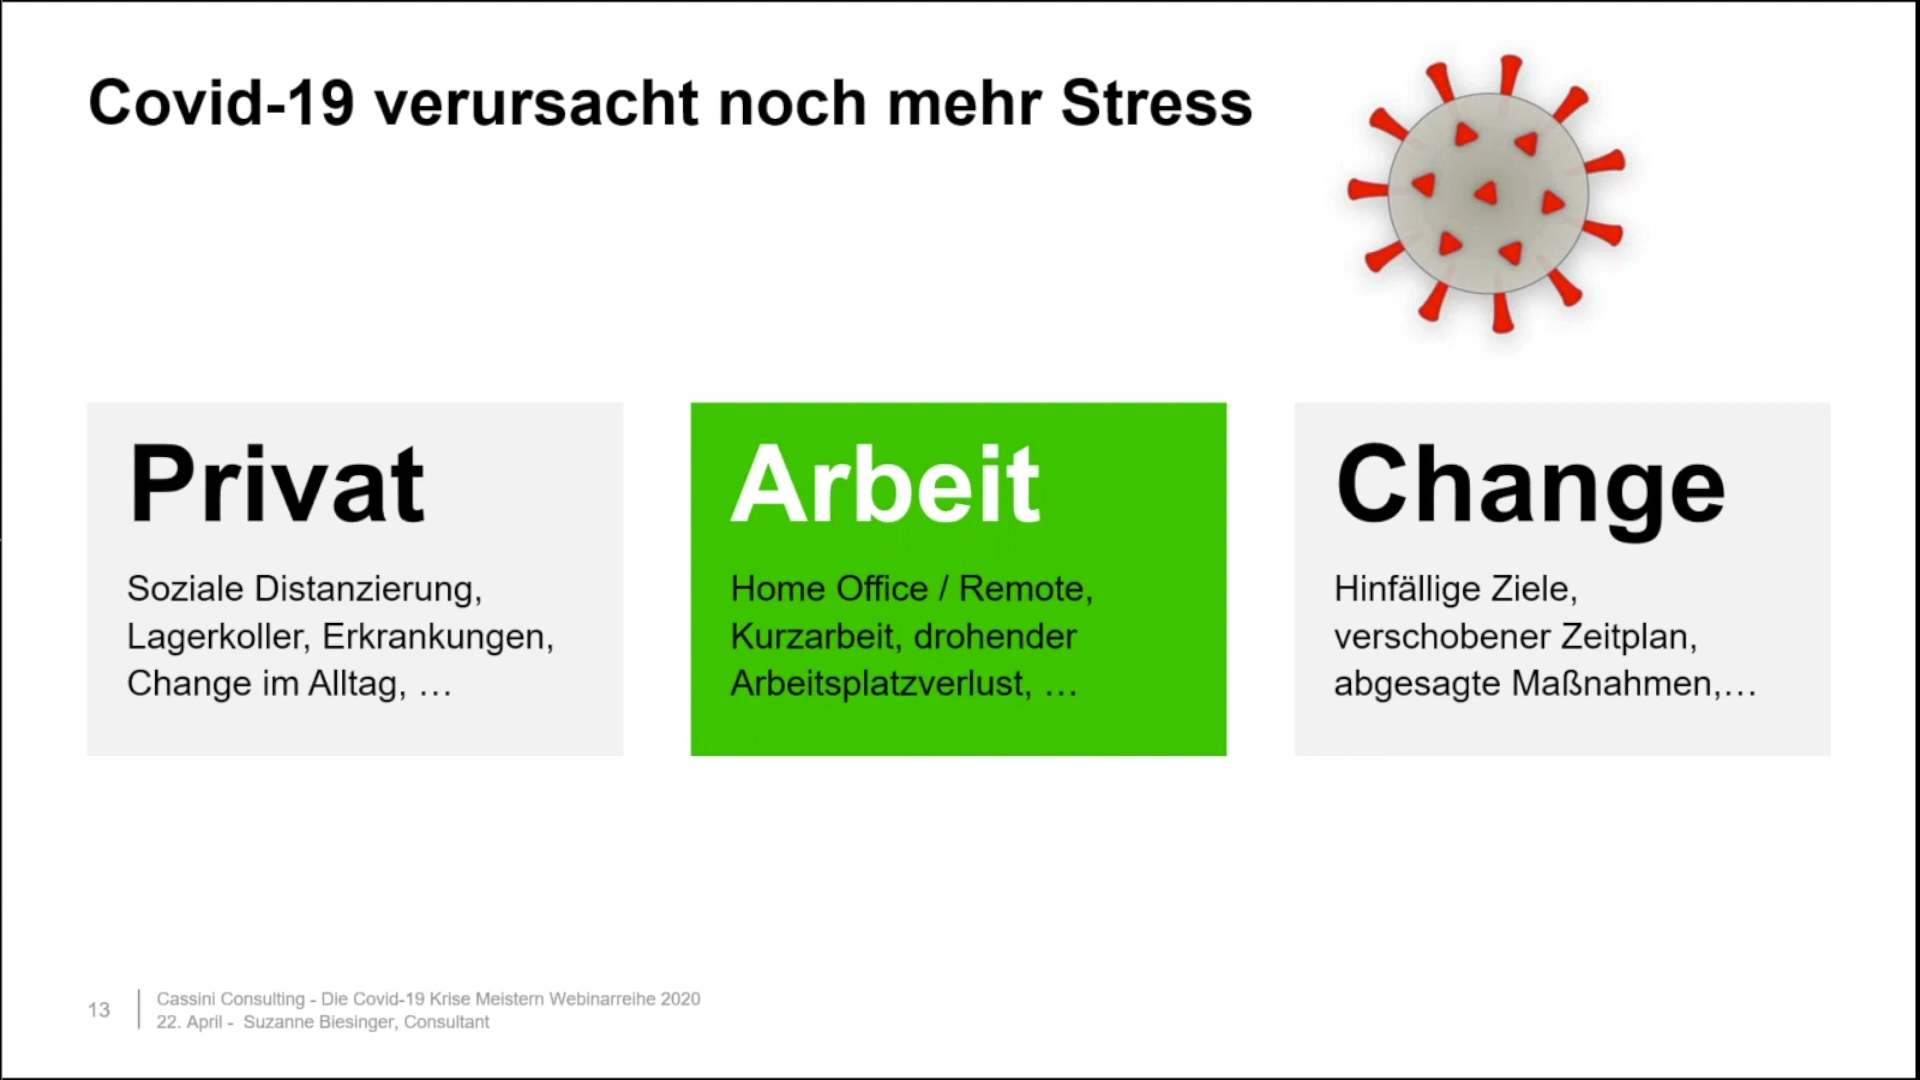 Covid-19 verursacht noch mehr Stress
Privat
Soziale Distanzierung,
Lagerkoller, Erkrankungen,
Change im Alltag, …
Arbeit
Home Office / Remote,
Kurzarbeit, drohender
Arbeitsplatzverlust, …
Change
Hinfällige Ziele,
verschobener Zeitplan,
abgesagte Maßnahmen,…
13
Cassini Consulting - Die Covid-19 Krise Meistern Webinarreihe 2020
22. April - Suzanne Biesinger, Consultant